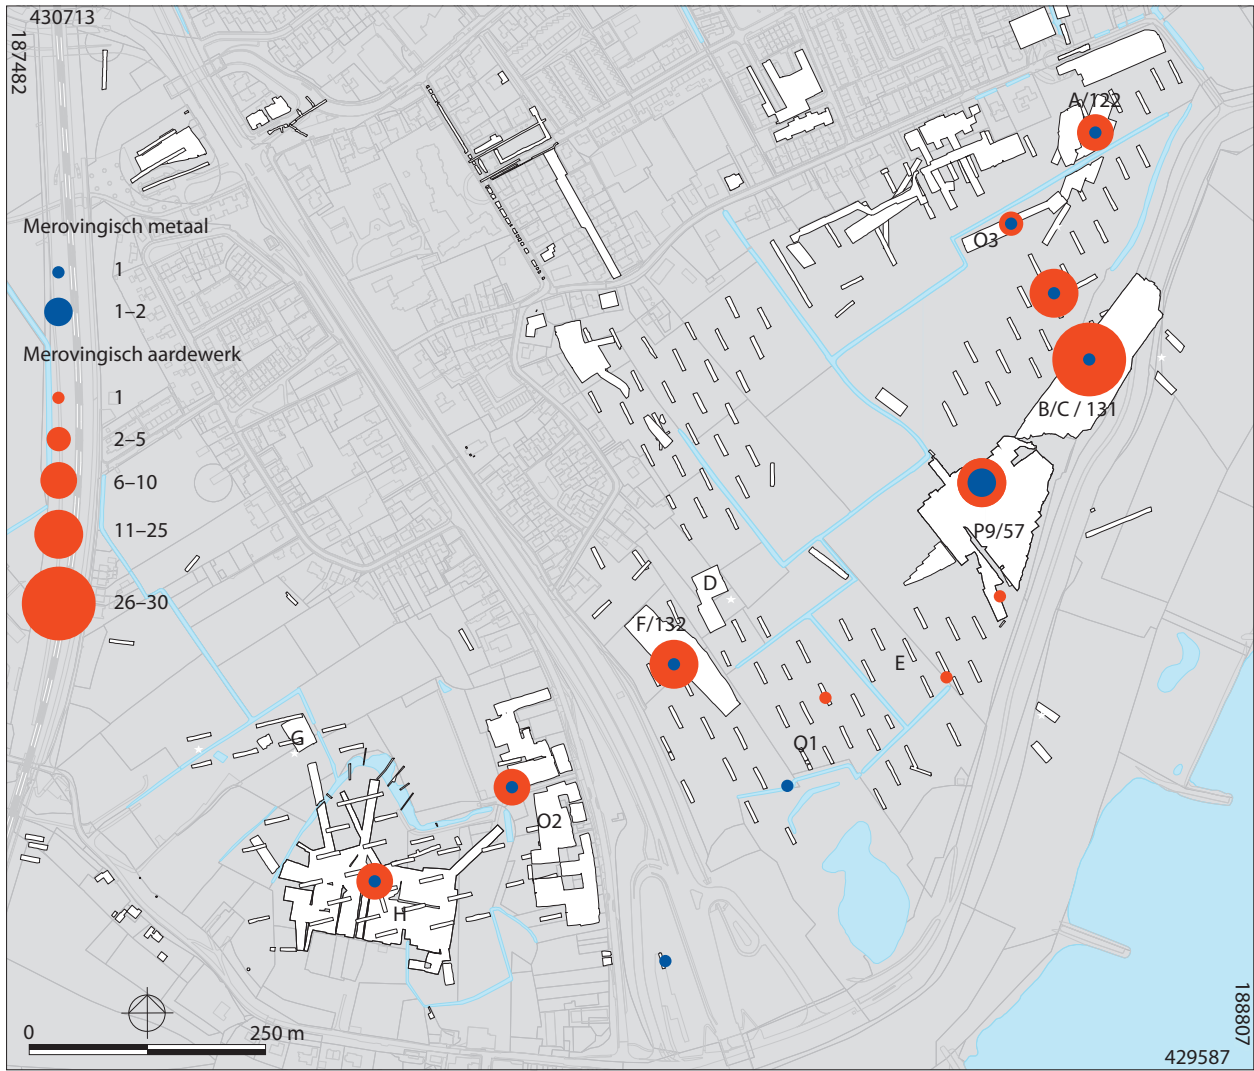 430713
187482
A/122
Merovingisch metaal
O3
1
1–2
Merovingisch aardewerk
1
B/C / 131
2–5
6–10
11–25
P9/57
D
26–30
F/132
E
G
O1
O2
H
0 250 m
188807
429587